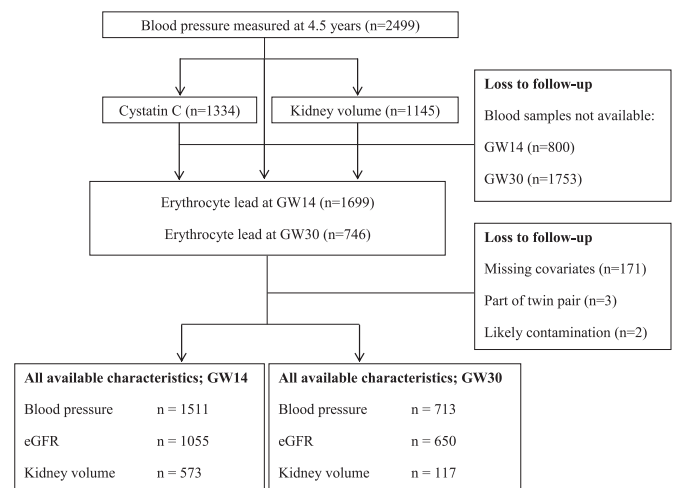 Blood pressure measured at 4.5 years (n=2499)
Cystatin C (n=1334)
Kidney volume (n=1145)
Loss to follow-up
Blood samples not available:
GW14 (n=800)
GW30 (n=1753)
Erythrocyte lead at GW14 (n=1699)
Erythrocyte lead at GW30 (n=746)
Loss to follow-up
Missing covariates (n=171)
Part of twin pair (n=3)
Likely contamination (n=2)
All available characteristics; GW14
Blood pressure n = 1511
eGFR n = 1055
Kidney volume n = 573
All available characteristics; GW30
Blood pressure n = 713
eGFR n = 650
Kidney volume n = 117